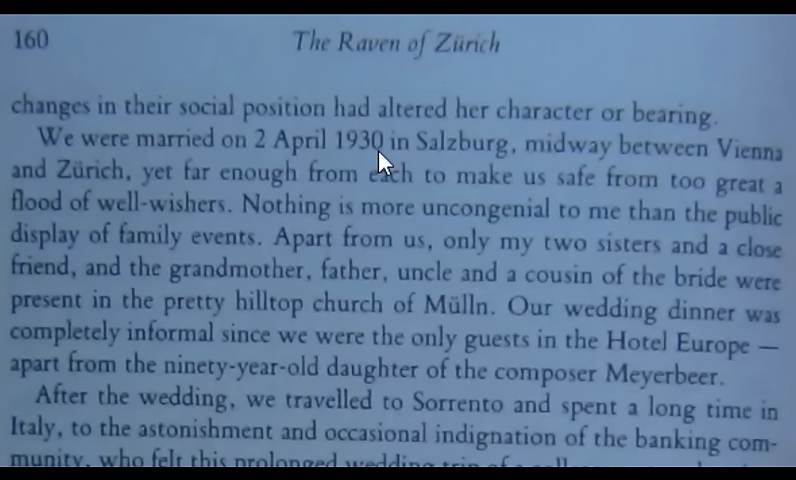 160 The Raven of Zürich
changes in their social position had altered her character or bearing.
We were married on 2 April 1930 in Salzburg, midway between Vienna
and Zürich, yet far enough from each to make us safe from too great a
flood of well-wishers. Nothing is more uncongenial to me than the public
display of family events. Apart from us, only my two sisters and a close
friend, and the grandmother, father, uncle and a cousin of the bride were
present in the pretty hilltop church of Mülln. Our wedding dinner was
completely informal since we were the only guests in the Hotel Europe —
apart from the ninety-year-old daughter of the composer Meyerbeer.
After the wedding, we travelled to Sorrento and spent a long time in
Italy, to the astonishment and occasional indignation of the banking com-
munity, who felt this prolonged wedding trip of a